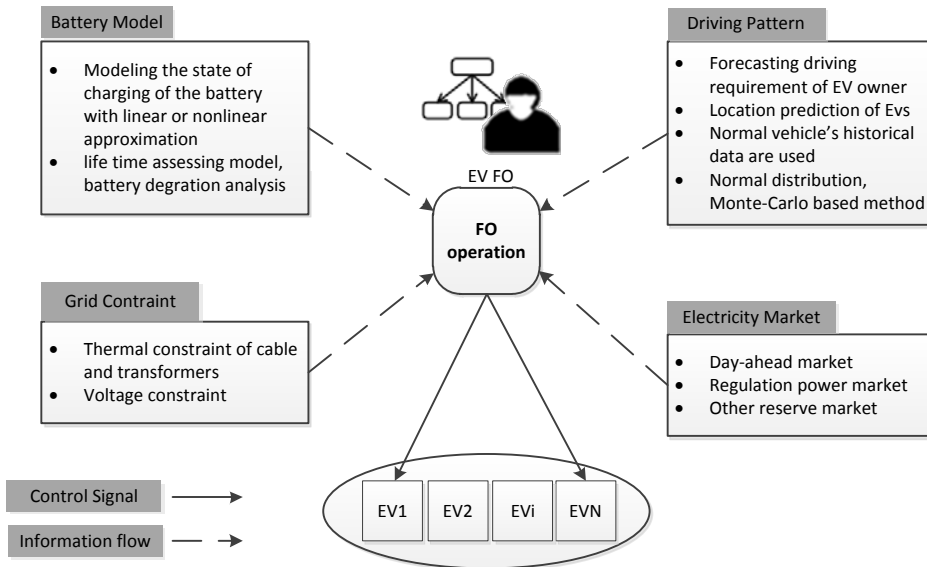 Battery Model
• Modeling the state of
charging of the battery
with linear or nonlinear
approximation
• life time assessing model,
battery degration analysis
Driving Pattern
• Forecasting driving
requirement of EV owner
• Location prediction of Evs
• Normal vehicle's historical
data are used
• Normal distribution,
Monte-Carlo based method
EV FO
FO
operation
Grid Contraint
• Thermal constraint of cable
and transformers
• Voltage constraint
Electricity Market
• Day-ahead market
• Regulation power market
• Other reserve market
EV1
EV2
EVi
EVN
Control Signal
Information flow